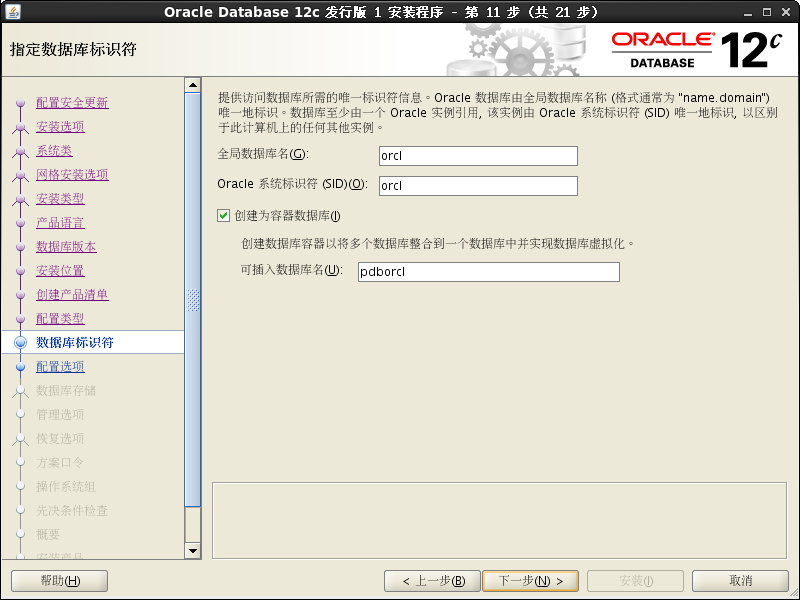 Oracle Database 12c 发行版 1 安装程序 - 第 11 步 (共 21 步)
指定数据库标识符
ORACLE
DATABASE
12c
配置安全更新
安装选项
系统类
网格安装选项
安装类型
产品语言
数据库版本
安装位置
创建产品清单
配置类型
数据库标识符
配置选项
数据库存储
管理选项
恢复选项
方案口令
操作系统组
先决条件检查
概要
安装产品
提供访问数据库所需的唯一标识符信息。Oracle 数据库由全局数据库名称 (格式通常为 "name.domain")
唯一地标识。数据库至少由一个 Oracle 实例引用, 该实例由 Oracle 系统标识符 (SID) 唯一地标识, 以区别
于此计算机上的任何其他实例。
全局数据库名(G): orcl
Oracle 系统标识符 (SID)(O): orcl
创建为容器数据库(I)
创建数据库容器以将多个数据库整合到一个数据库中并实现数据库虚拟化。
可插入数据库名(U): pdborcl
帮助(H)
< 上一步(B)
下一步(N) >
安装(I)
取消